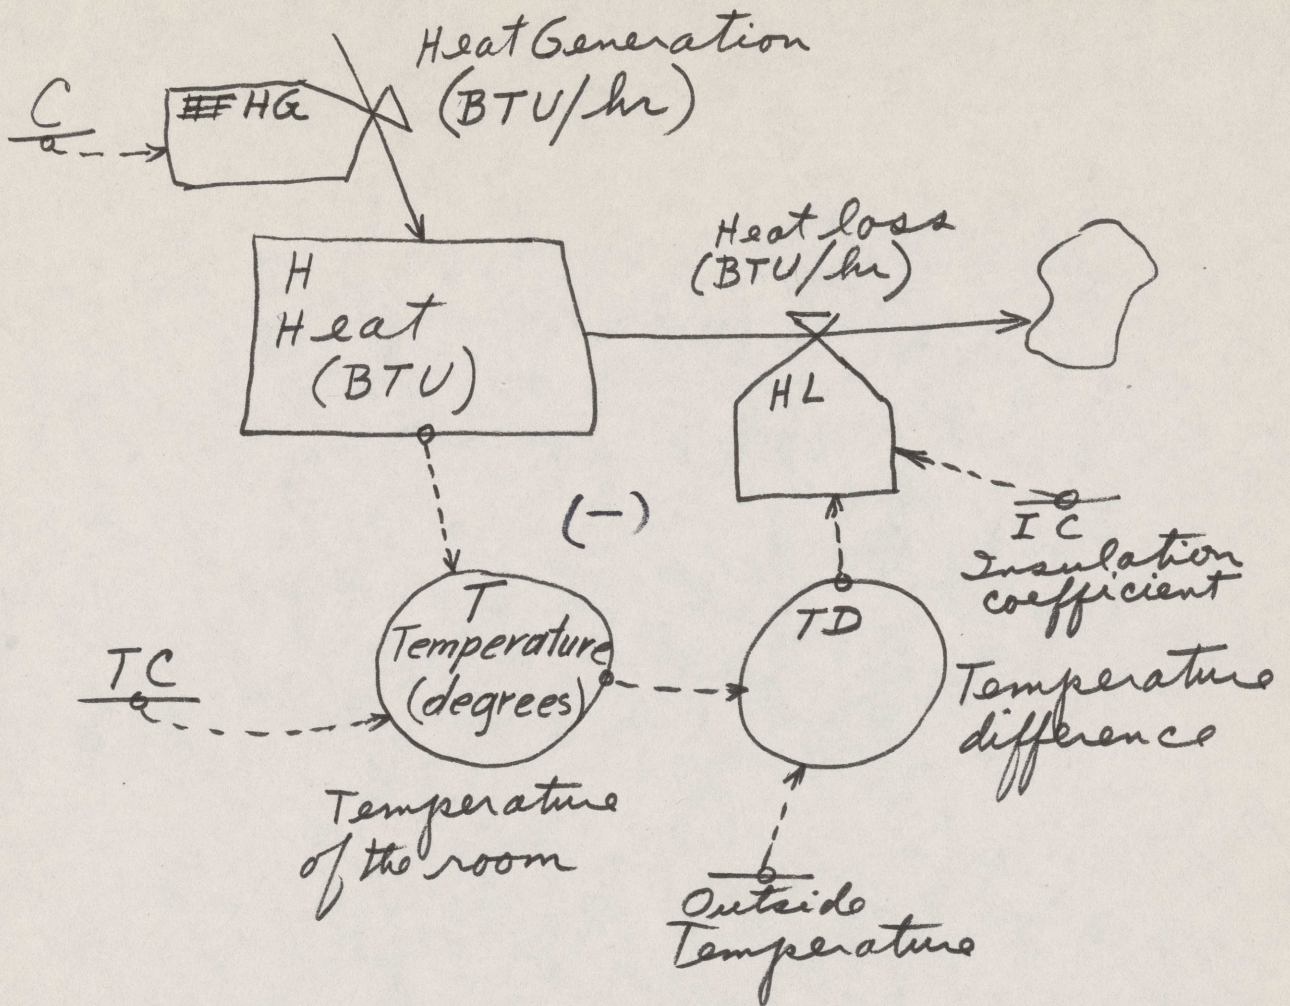 Heat Generation
(BTU/hr)
C
HG
H
Heat
(BTU)
Heat loss
(BTU/hr)
HL
(-)
IC
Insulation
coefficient
T
Temperature
(degrees)
TC
TD
Temperature
difference
Temperature
of the room
Outside
Temperature